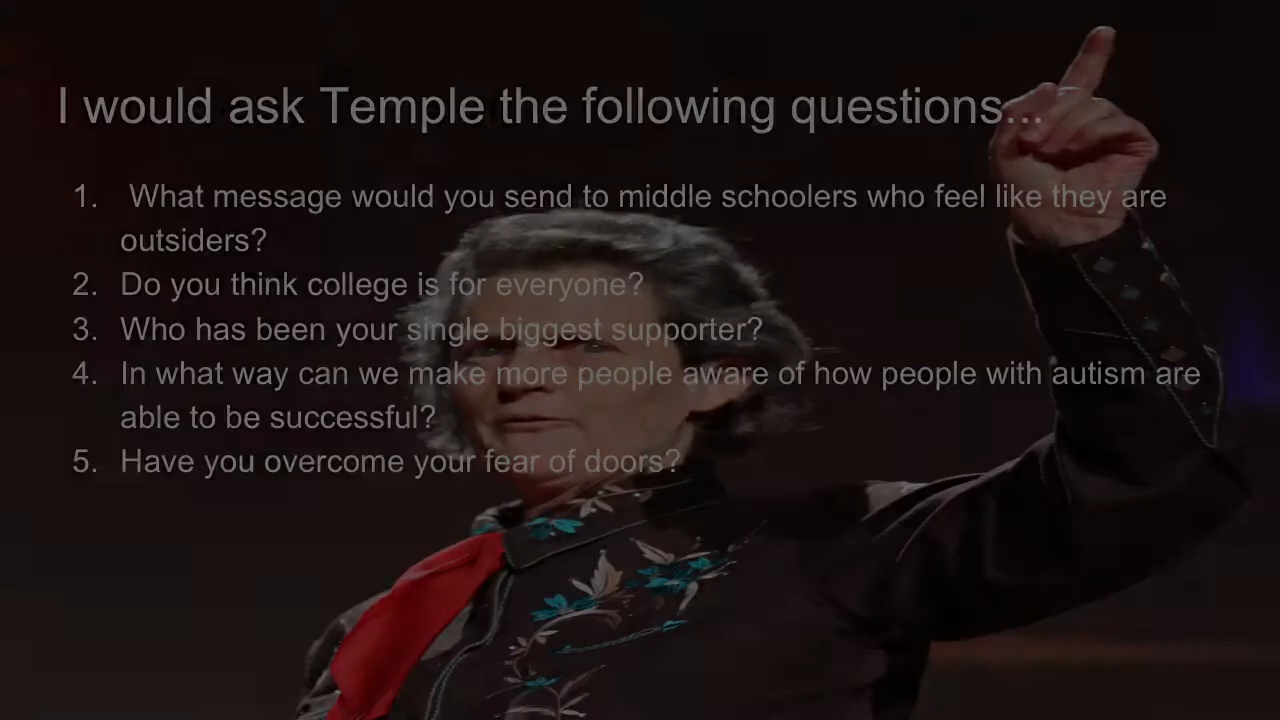 I would ask Temple the following questions...
1. What message would you send to middle schoolers who feel like they are
outsiders?
2. Do you think college is for everyone?
3. Who has been your single biggest supporter?
4. In what way can we make more people aware of how people with autism are
able to be successful?
5. Have you overcome your fear of doors?